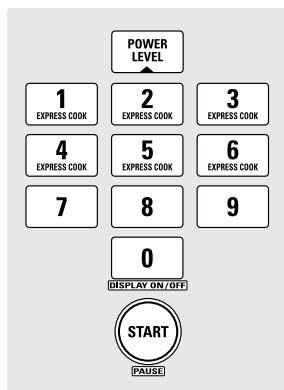 POWER
LEVEL
1 2 3
EXPRESS COOK EXPRESS COOK EXPRESS COOK
4 5 6
EXPRESS COOK EXPRESS COOK EXPRESS COOK
7 8 9
0
DISPLAY ON/OFF
START
PAUSE